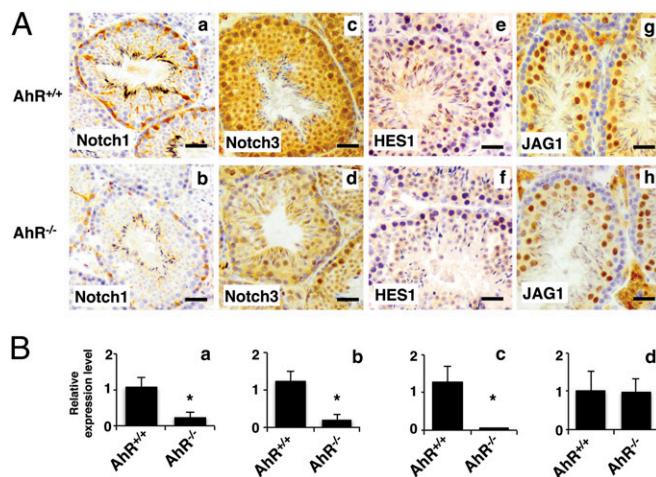 A
a
c
e
g
AhR+/+
Notch1
Notch3
HES1
JAG1
b
d
f
h
AhR-/-
Notch1
Notch3
HES1
JAG1
B
a
b
c
d
Relative
expression level
2
1
0
*
AhR+/+
AhR-/-
2
1
0
*
AhR+/+
AhR-/-
2
1
0
*
AhR+/+
AhR-/-
2
1
0
AhR+/+
AhR-/-